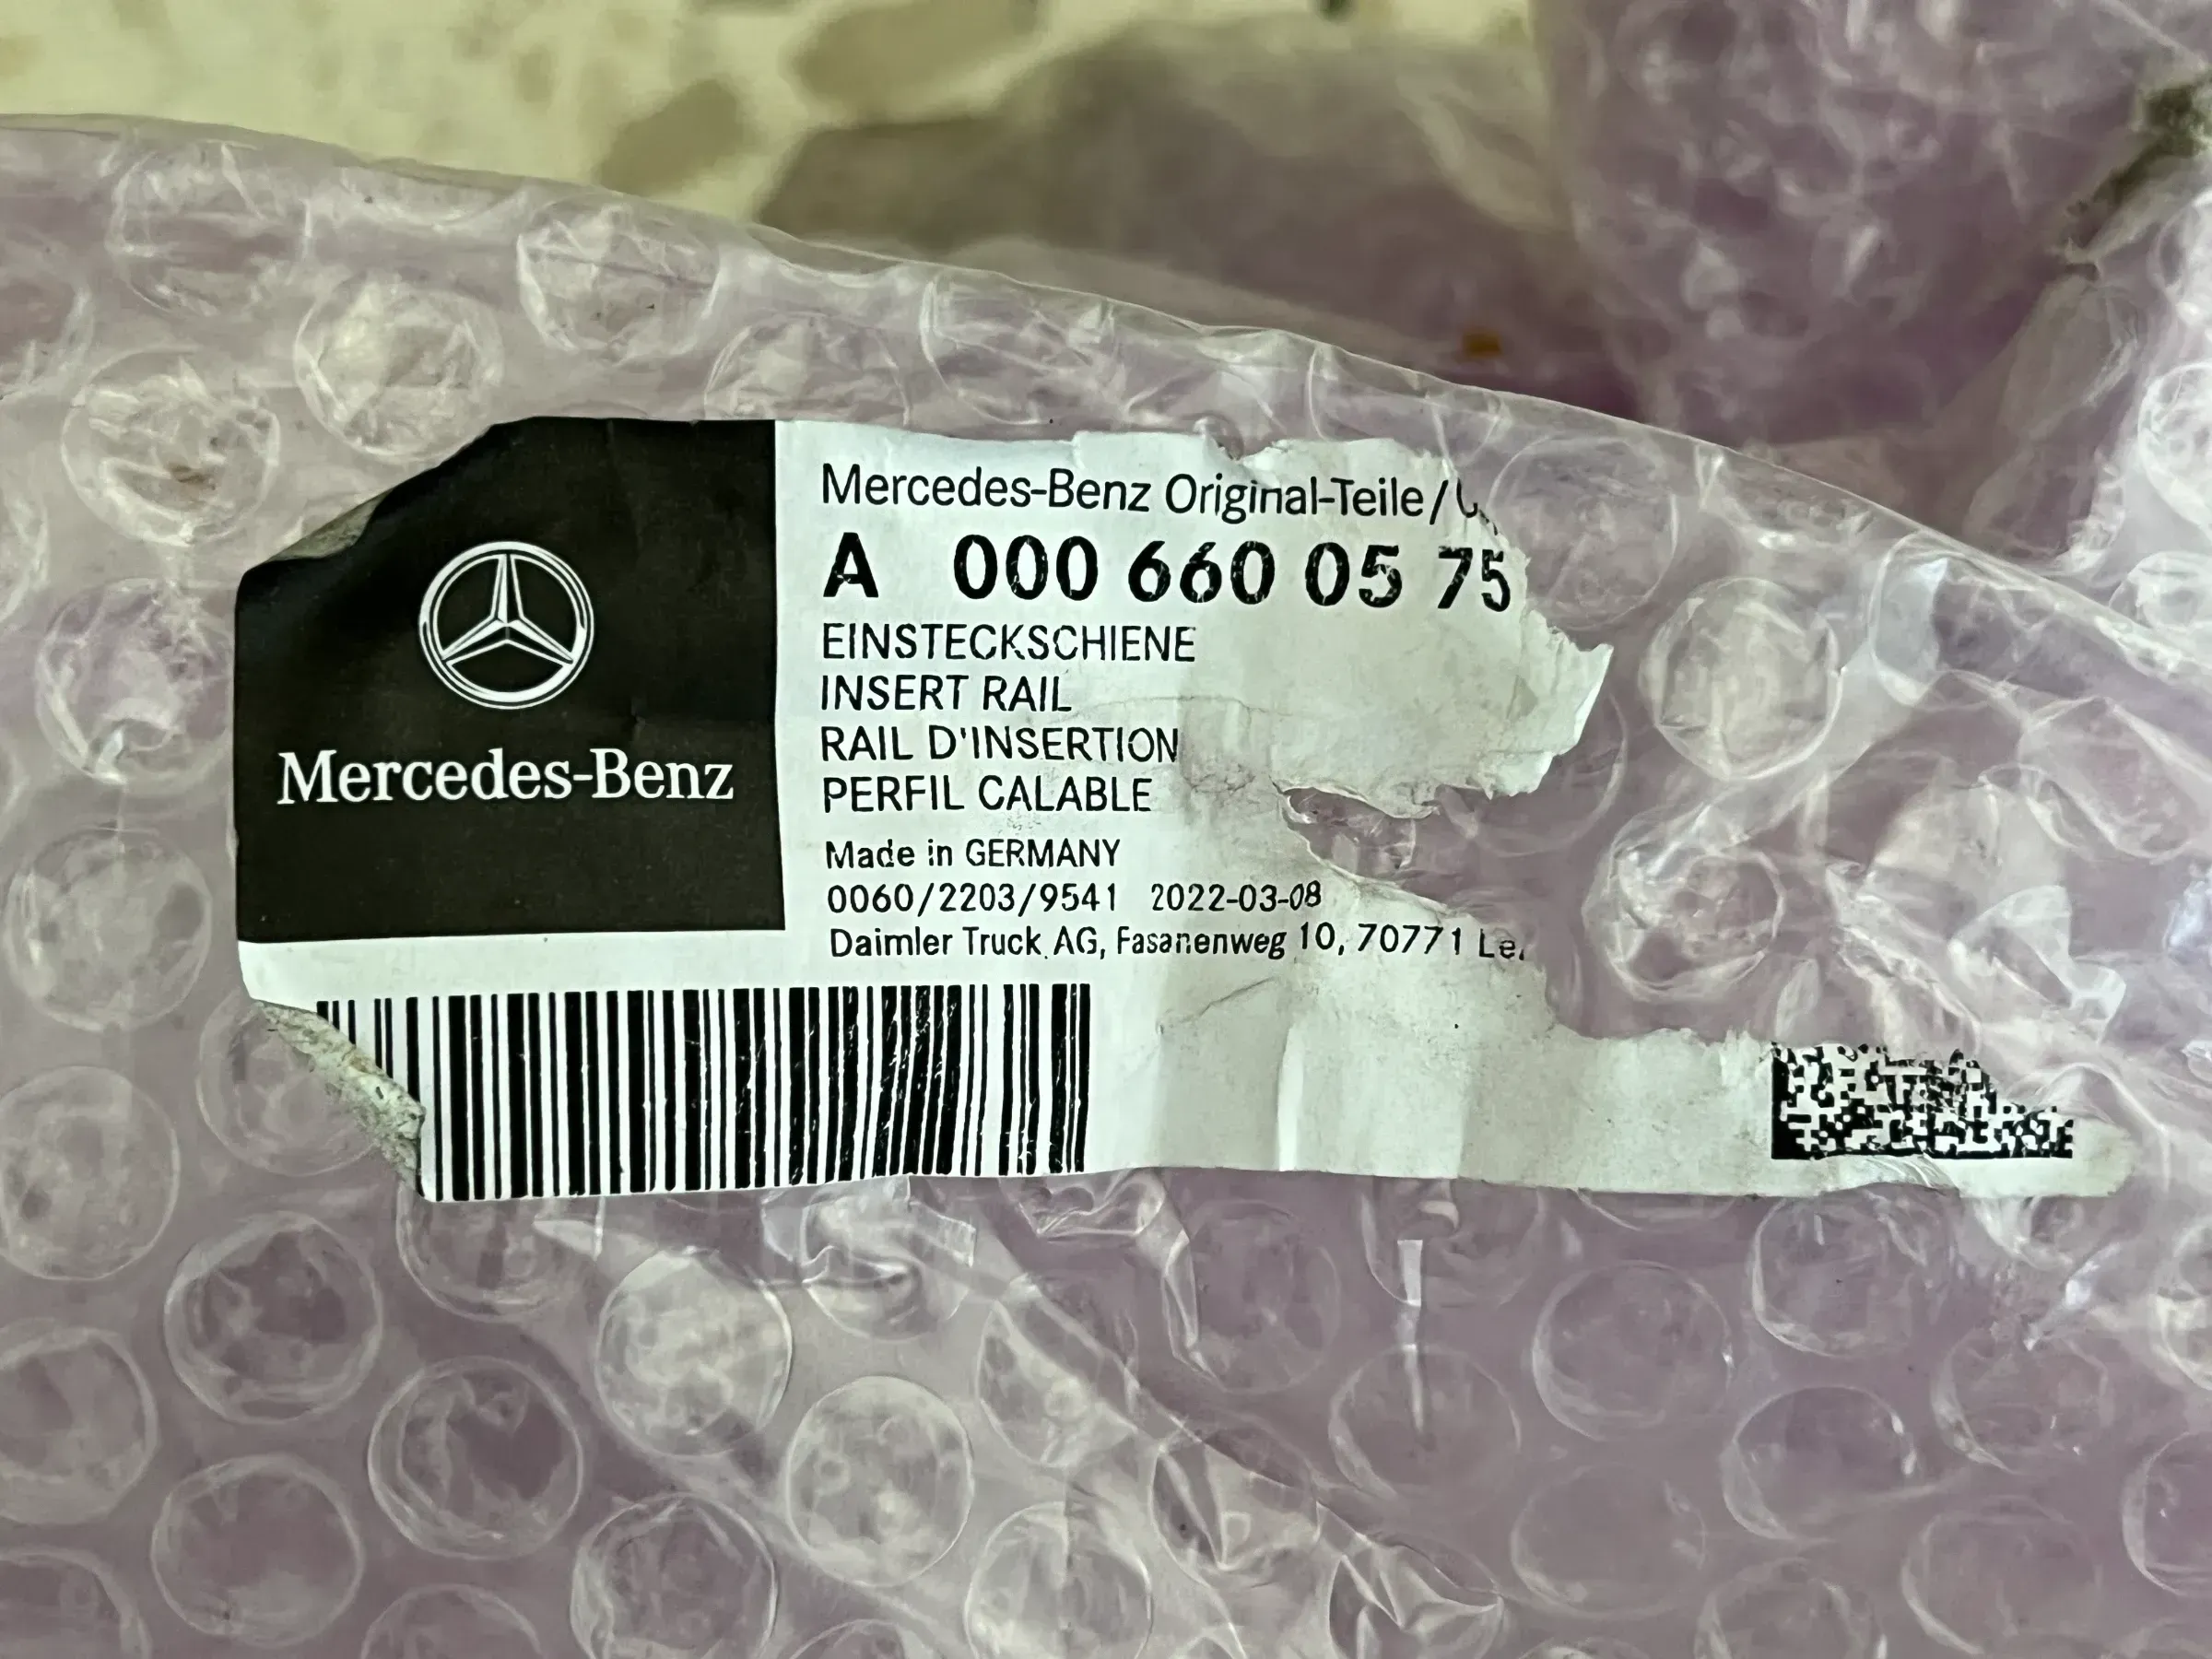 Mercedes-Benz
Mercedes-Benz Original-Teile/
A 000 660 05 75
EINSTECKSCHIENE
INSERT RAIL
RAIL D'INSERTION
PERFIL CALABLE
Made in GERMANY
0060/2203/9541 2022-03-08
Daimler Truck AG, Fasanenweg 10, 70771